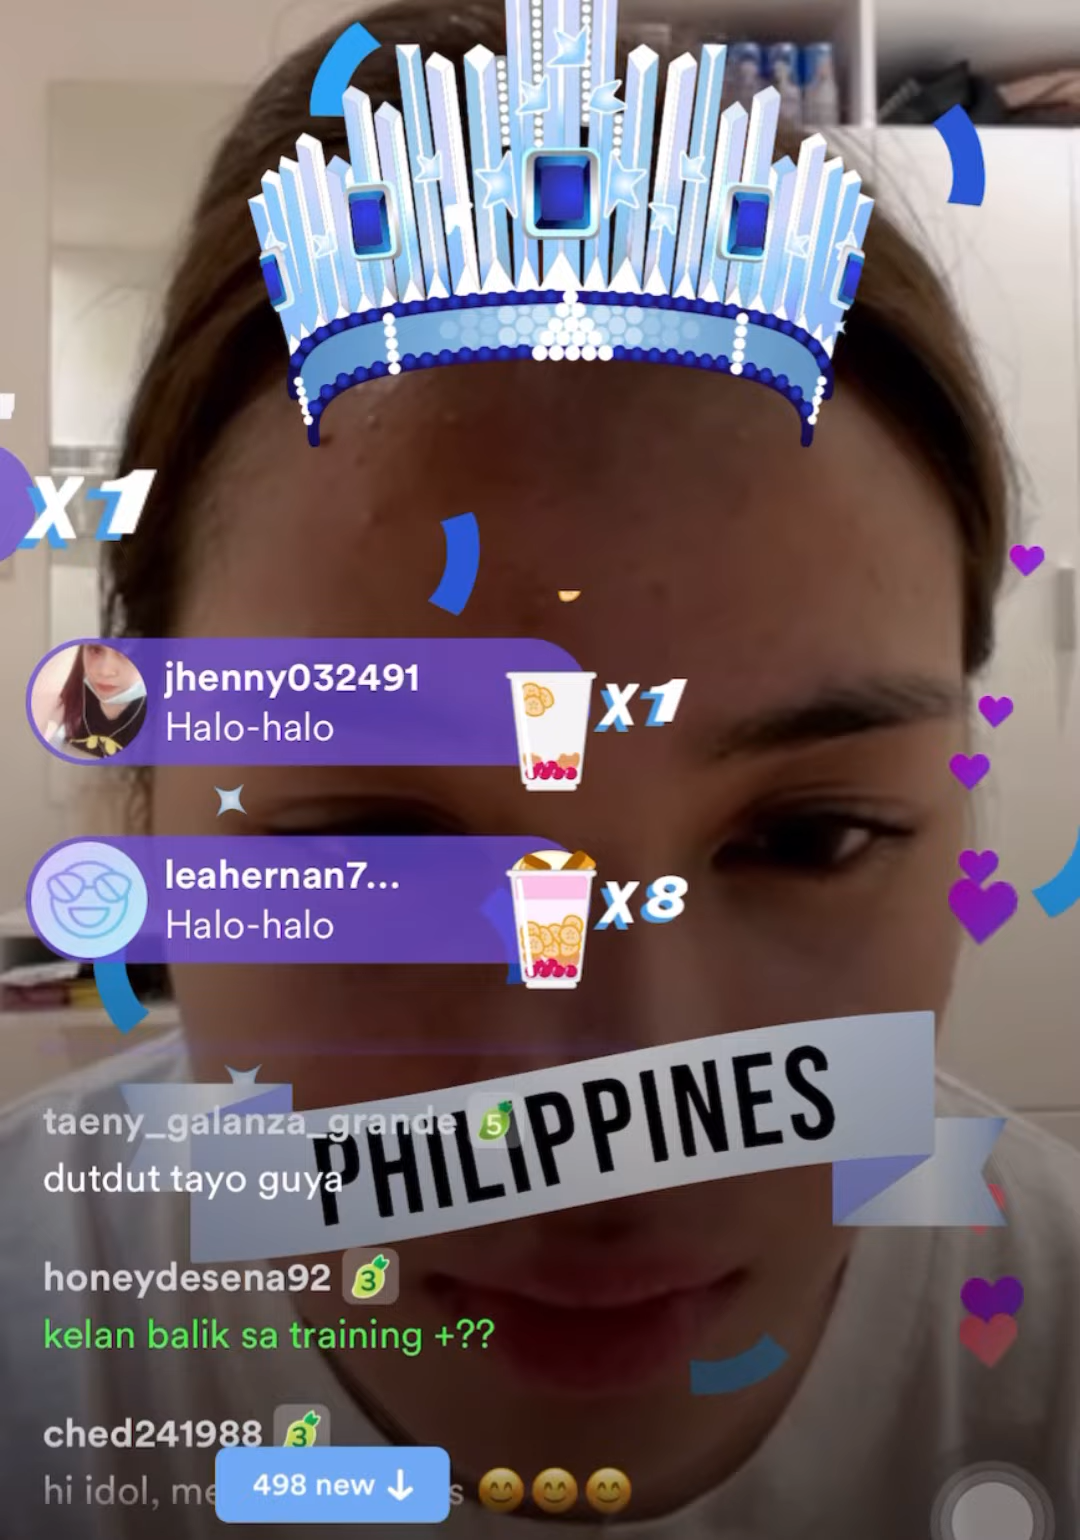 X1
jhenny032491
Halo-halo
X1
leahernan7...
Halo-halo
X8
PHILIPPINES
taeny_galanza_grande 5
dutdut tayo guya
honeydesena92 3
kelan balik sa training +??
ched241988 3
hi idol,
498 new ↓
😊😊😊